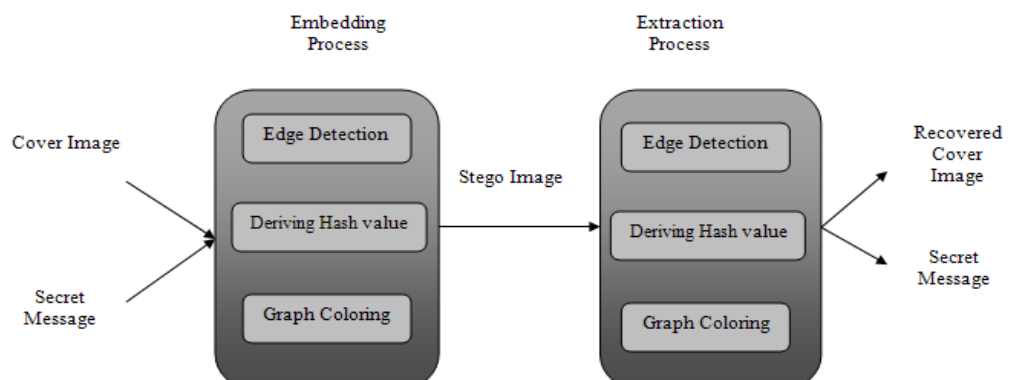 Embedding
Process
Extraction
Process
Cover Image
Secret
Message
Edge Detection
Deriving Hash value
Graph Coloring
Stego Image
Edge Detection
Deriving Hash value
Graph Coloring
Recovered
Cover
Image
Secret
Message